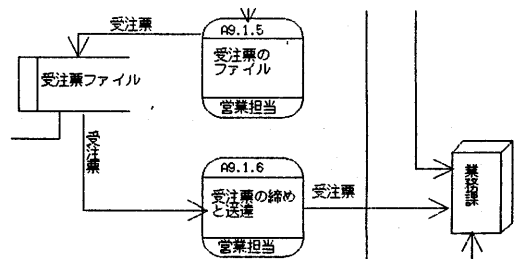 受注票
A9.1.5
受注票の
ファイル
営業担当
受注票ファイル
受注票
A9.1.6
受注票の締め
と送達
営業担当
受注票
業務課